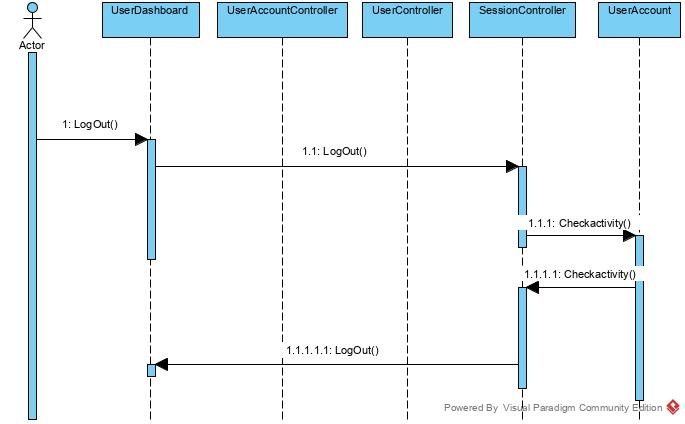 UserDashboard
UserAccountController
UserController
SessionController
UserAccount
Actor
1: LogOut()
1.1: LogOut()
1.1.1: Checkactivity()
1.1.1.1: Checkactivity()
1.1.1.1.1: LogOut()
Powered By Visual Paradigm Community Edition